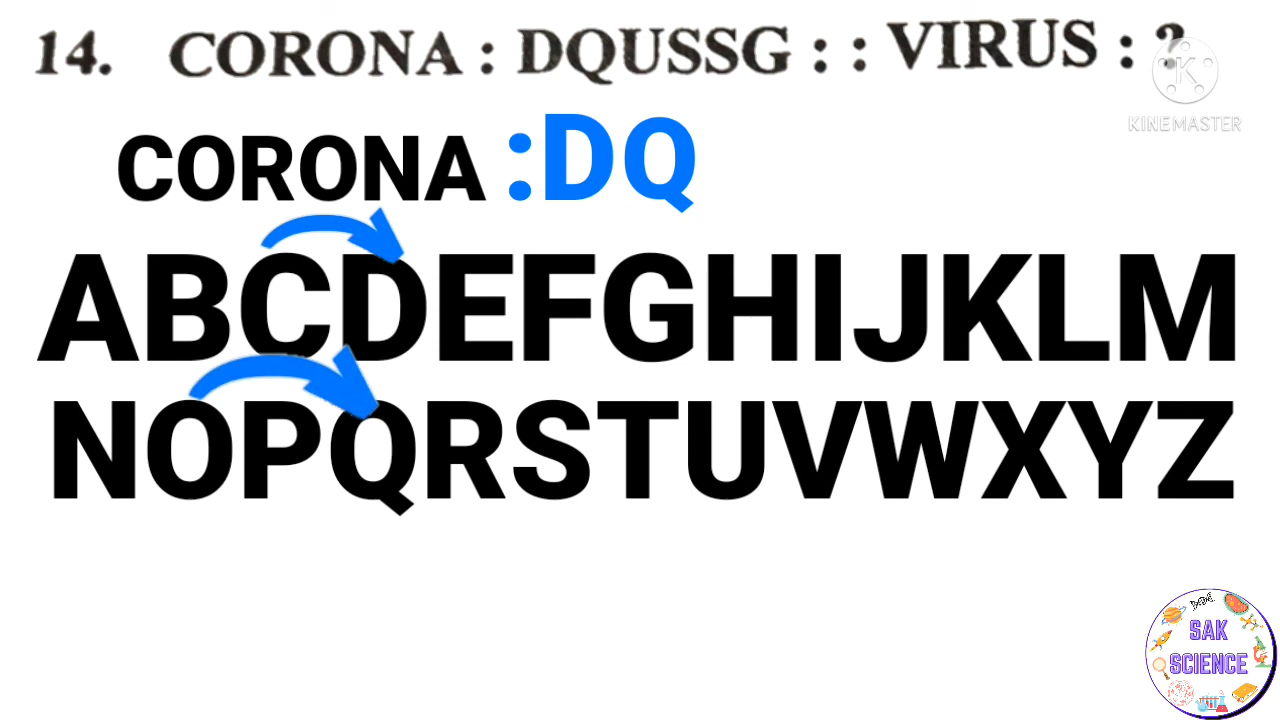 14. CORONA : DQUSSG : : VIRUS : ?
KINEMASTER
CORONA :DQ
ABCDEFGHIJKLM
NOPQRSTUVWXYZ
SAK
SCIENCE